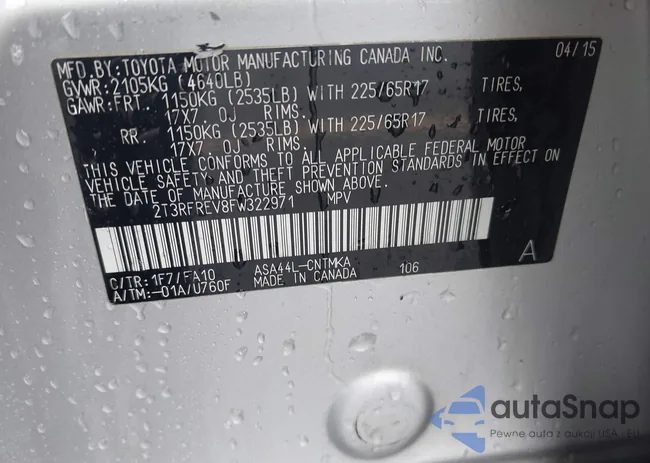 MFD. BY: TOYOTA MOTOR MANUFACTURING CANADA INC. 04/15
GVWR: 2105KG (4640LB)
GAWR: FRT. 1150KG (2535LB) WITH 225/65R17 TIRES,
17X7 0J RIMS.
RR. 1150KG (2535LB) WITH 225/65R17 TIRES,
17X7 0J RIMS.
THIS VEHICLE CONFORMS TO ALL APPLICABLE FEDERAL MOTOR
VEHICLE SAFETY AND THEFT PREVENTION STANDARDS IN EFFECT ON
THE DATE OF MANUFACTURE SHOWN ABOVE.
2T3RFREV8FW322971 MPV
C/TR: 1F7/FA10 ASA44L-CNTMKA 106 A
A/TM:-01A/U760F MADE IN CANADA
autaSnap
Pewne auta z aukcji USA - EU